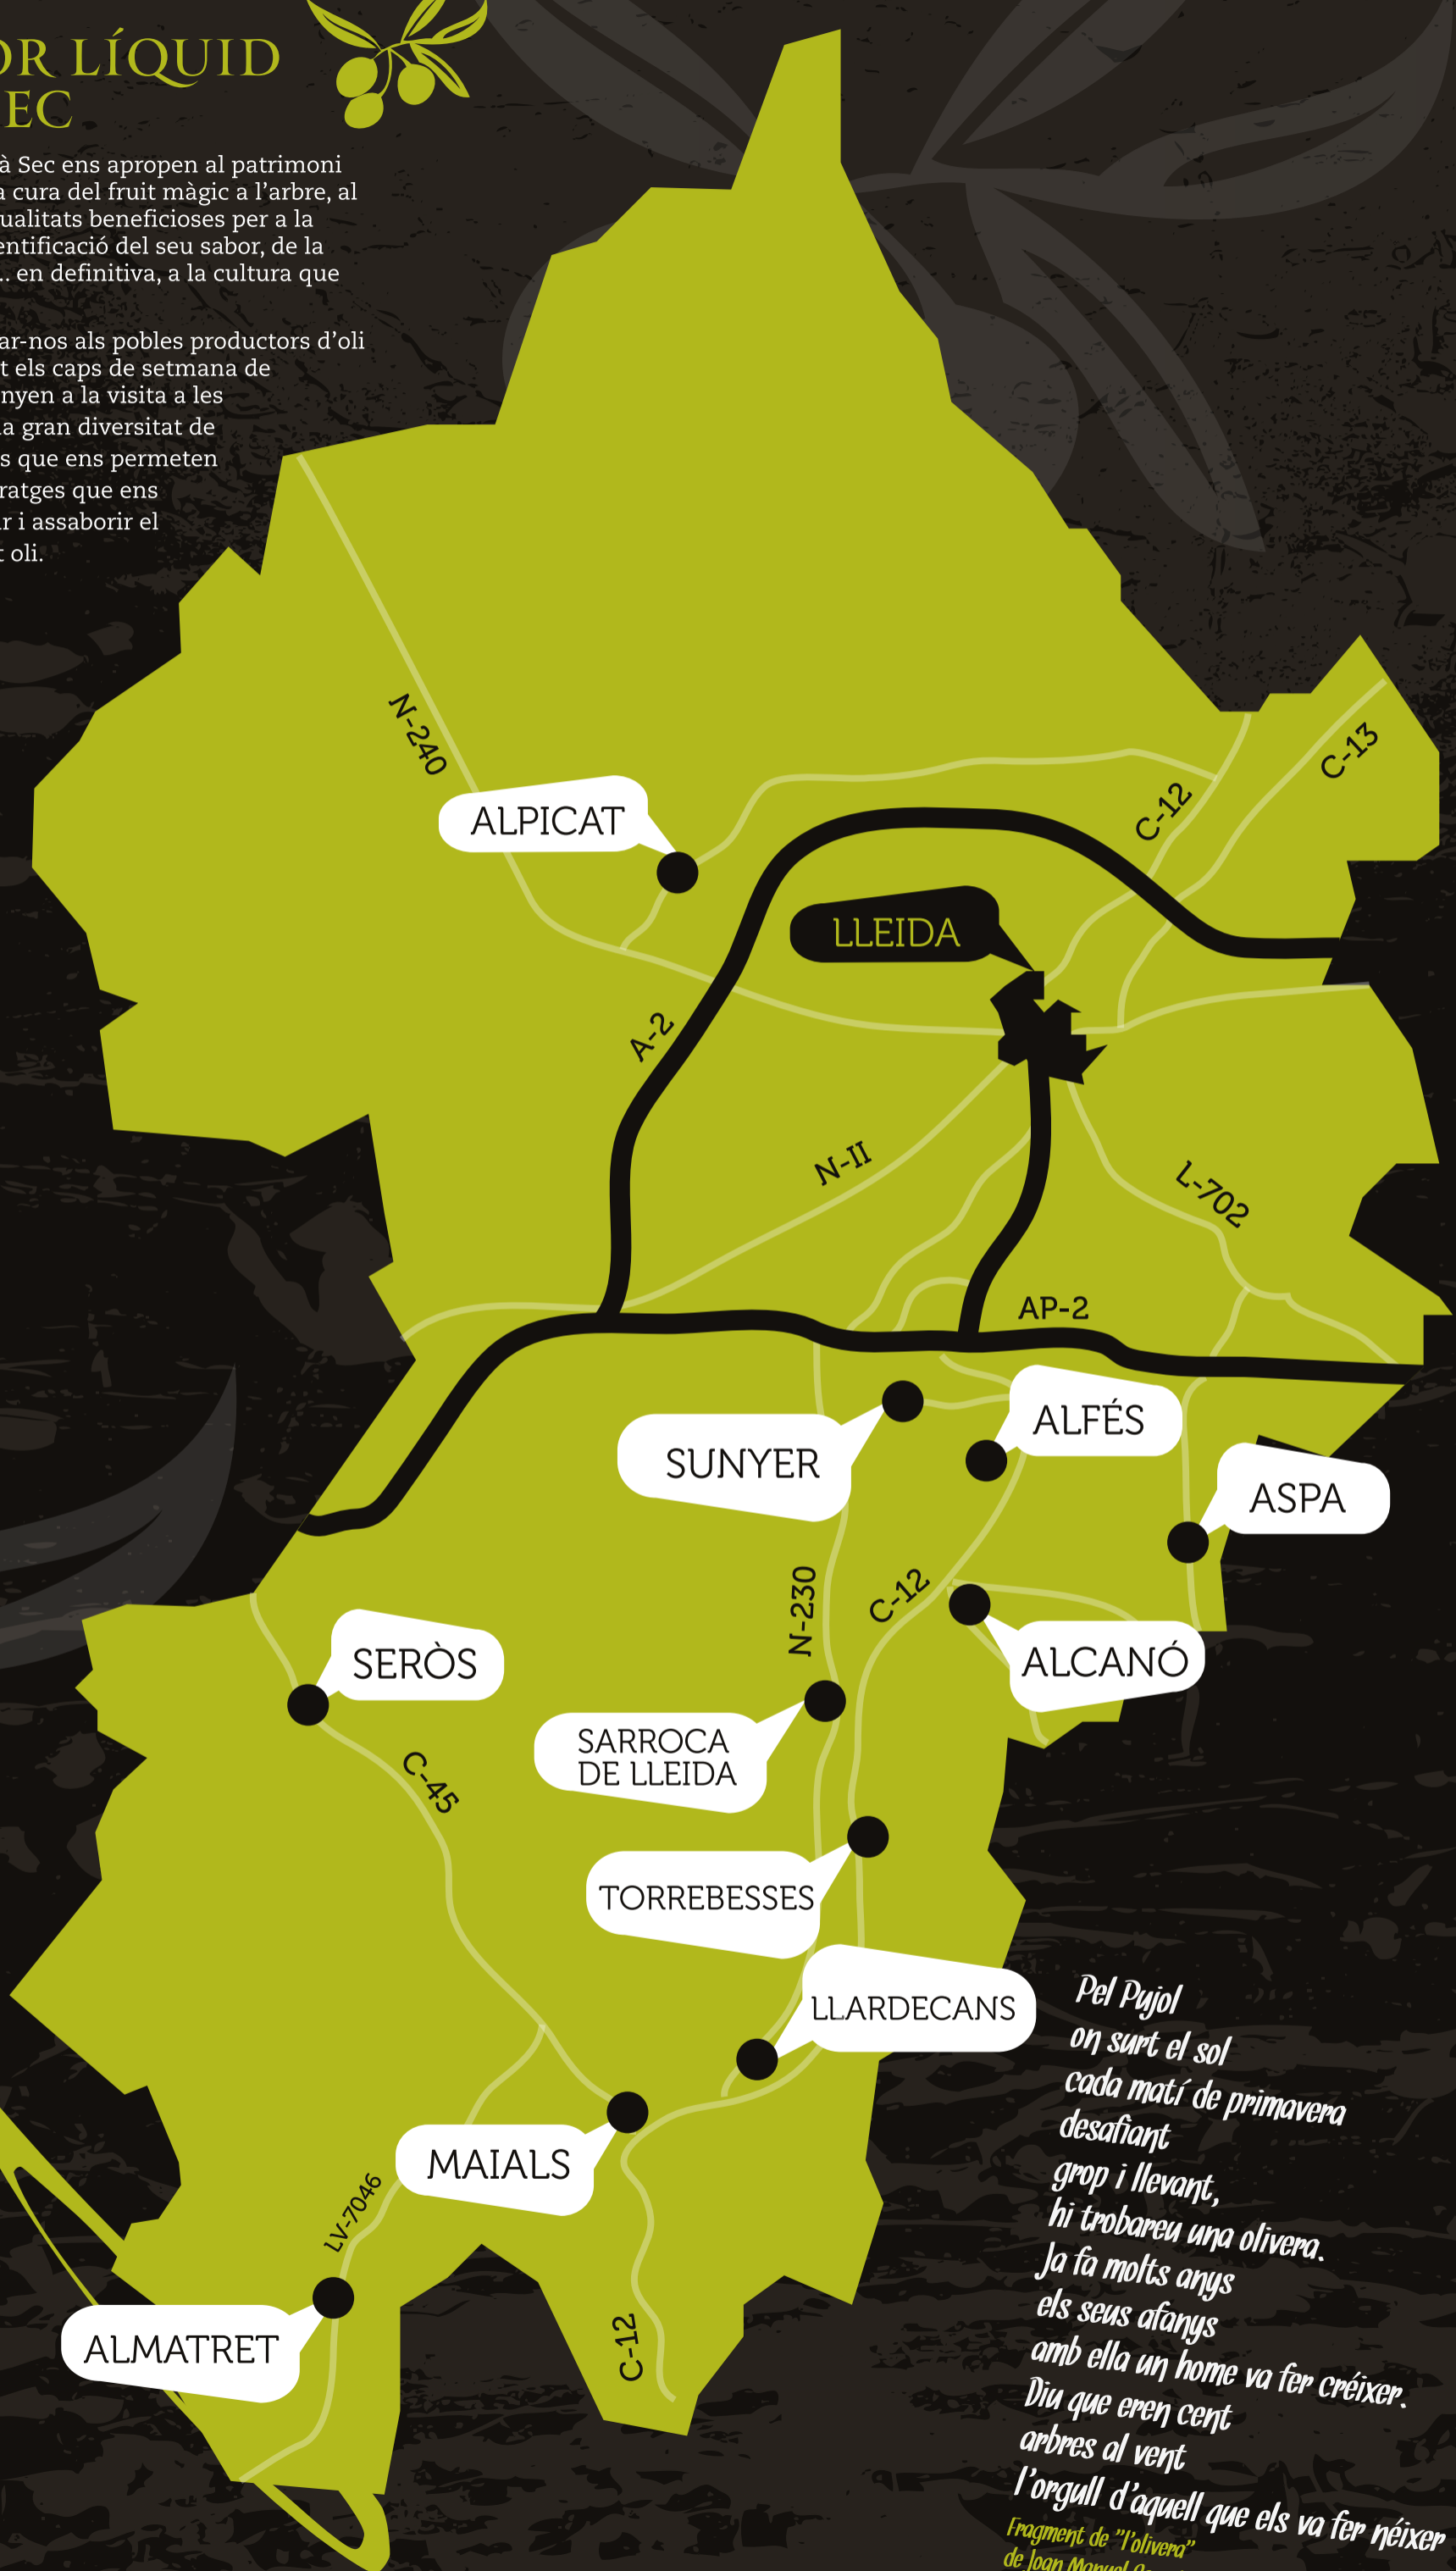 OR LÍQUID
EC
à Sec ens apropen al patrimoni
a cura del fruit màgic a l'arbre, al
ualitats beneficioses per a la
entificació del seu sabor, de la
.. en definitiva, a la cultura que
ar-nos als pobles productors d'oli
t els caps de setmana de
nyen a la visita a les
a gran diversitat de
s que ens permeten
ratges que ens
r i assaborir el
t oli.
N-240
C-13
ALPICAT
C-12
LLEIDA
A-2
N-II
L-702
AP-2
ALFÉS
SUNYER
ASPA
N-230
C-12
SERÒS
ALCANÓ
SARROCA
DE LLEIDA
C-45
TORREBESSES
LLARDECANS
MAIALS
LV-7046
ALMATRET
C-12
Pel Pujol
on surt el sol
cada matí de primavera
desafiant
grop i llevant,
hi trobareu una olivera.
Ja fa molts anys
els seus afanys
amb ella un home va fer créixer.
Diu que eren cent
arbres al vent
l'orgull d'aquell que els va fer néixer
Fragment de "l'olivera"
de Joan Manuel